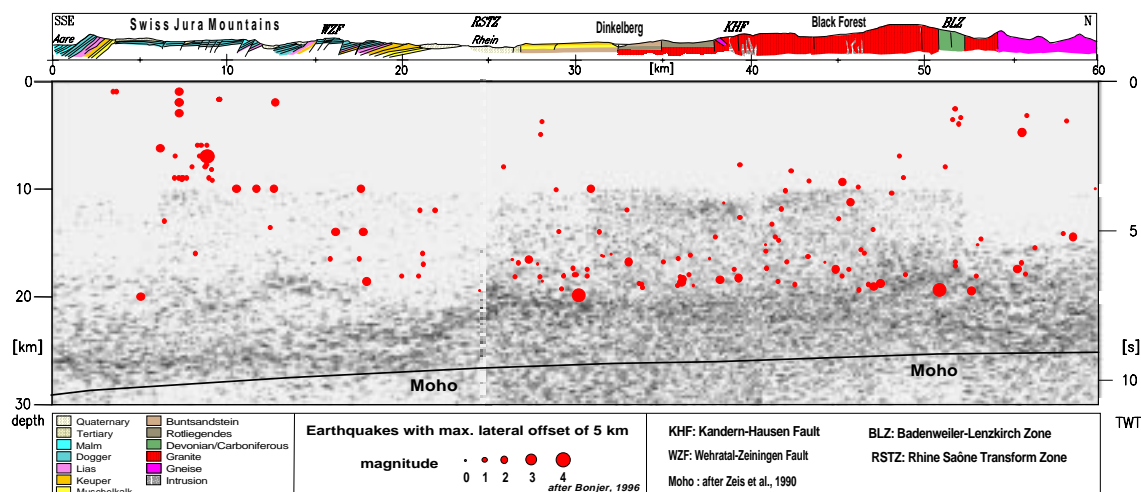 SSE
Swiss Jura Mountains
WZF
RSTZ
Dinkelberg
KHF
Black Forest
BLZ
N
Aare
Rhein
0 10 20 30 [km] 40 50 60
0
10
20
[km]
30
depth
0
5
[s]
10
TWT
Moho
Moho
Quaternary
Tertiary
Malm
Dogger
Lias
Keuper
Muschelkalk
Buntsandstein
Rotliegendes
Devonian/Carboniferous
Granite
Gneise
Intrusion
Earthquakes with max. lateral offset of 5 km
magnitude
0 1 2 3 4
after Bonjer, 1996
KHF: Kandern-Hausen Fault
WZF: Wehratal-Zeiningen Fault
Moho : after Zeis et al., 1990
BLZ: Badenweiler-Lenzkirch Zone
RSTZ: Rhine Saône Transform Zone